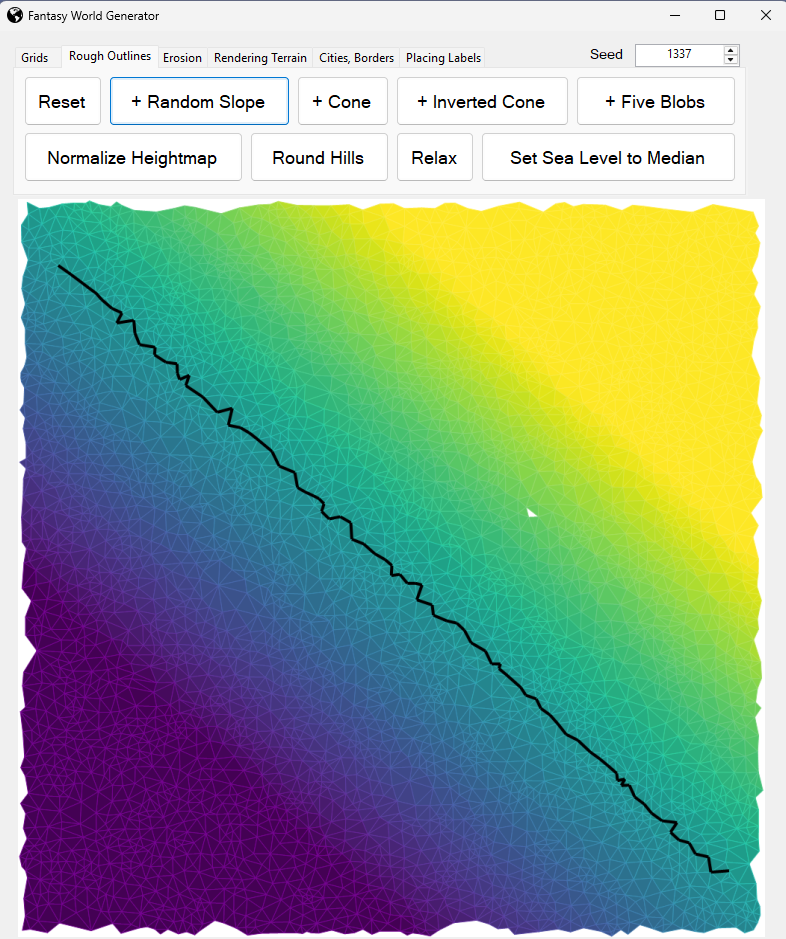 Fantasy World Generator
Grids Rough Outlines Erosion Rendering Terrain Cities, Borders Placing Labels Seed 1337
Reset + Random Slope + Cone + Inverted Cone + Five Blobs
Normalize Heightmap Round Hills Relax Set Sea Level to Median